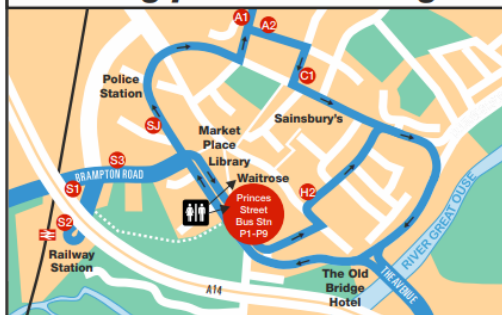 A1
A2
C1
Police
Station
Sainsbury's
SJ
Market
Place
Library
Waitrose
S3
BRAMPTON ROAD
S1
S2
H2
Princes
Street
Bus Stn
P1-P9
Railway
Station
A14
The Old
Bridge
Hotel
THE AVENUE
RIVER GREAT OUSE